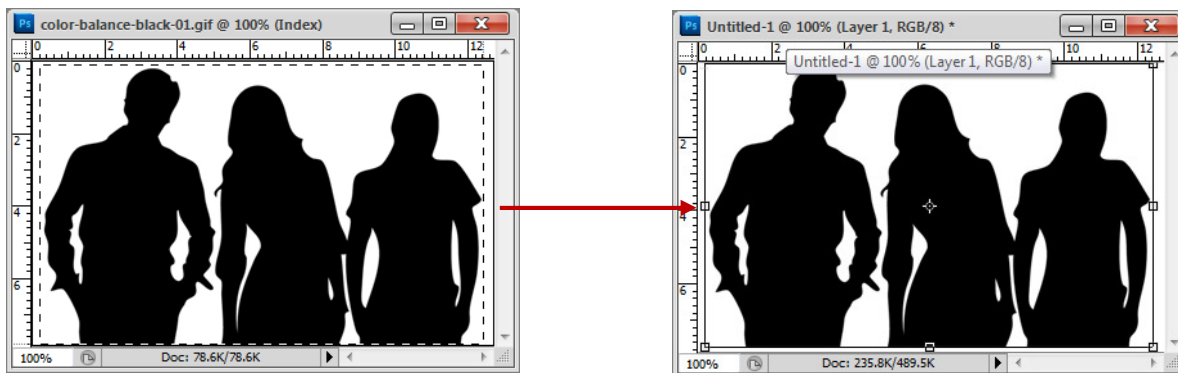 Ps color-balance-black-01.gif @ 100% (Index)
0 2 4 6 8 10 12
0
2
4
6
100% Doc: 78.6K/78.6K
Ps Untitled-1 @ 100% (Layer 1, RGB/8) *
0 2 4 6 8 10 12
Untitled-1 @ 100% (Layer 1, RGB/8) *
0
2
4
6
100% Doc: 235.8K/489.5K